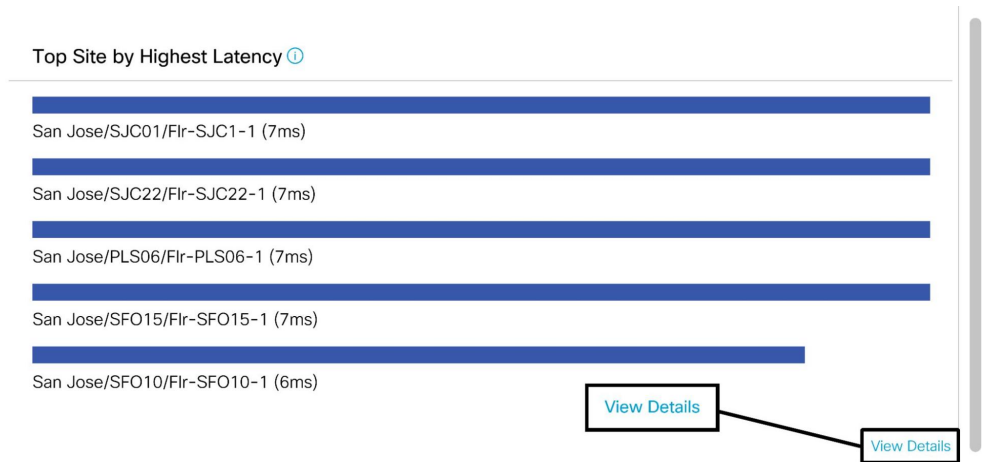 Top Site by Highest Latency
San Jose/SJC01/Flr-SJC1-1 (7ms)
San Jose/SJC22/Flr-SJC22-1 (7ms)
San Jose/PLS06/Flr-PLS06-1 (7ms)
San Jose/SFO15/Flr-SFO15-1 (7ms)
San Jose/SFO10/Flr-SFO10-1 (6ms)
View Details
View Details